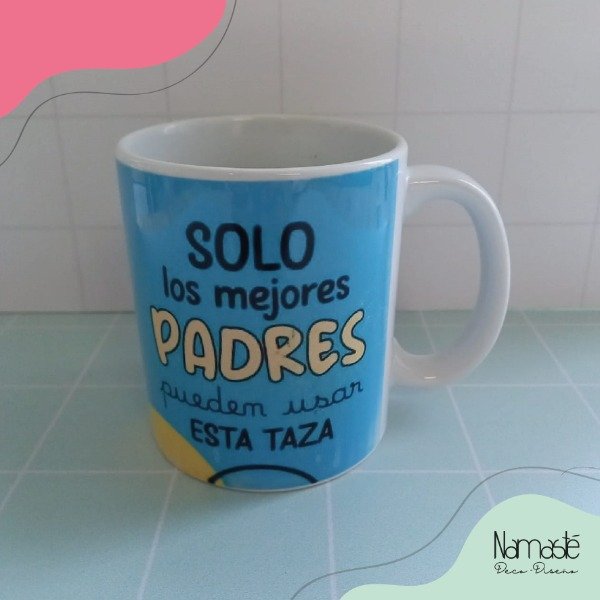 SOLO
los mejores
PADRES
pueden usar
ESTA TAZA
Namasté
Deco·Diseño